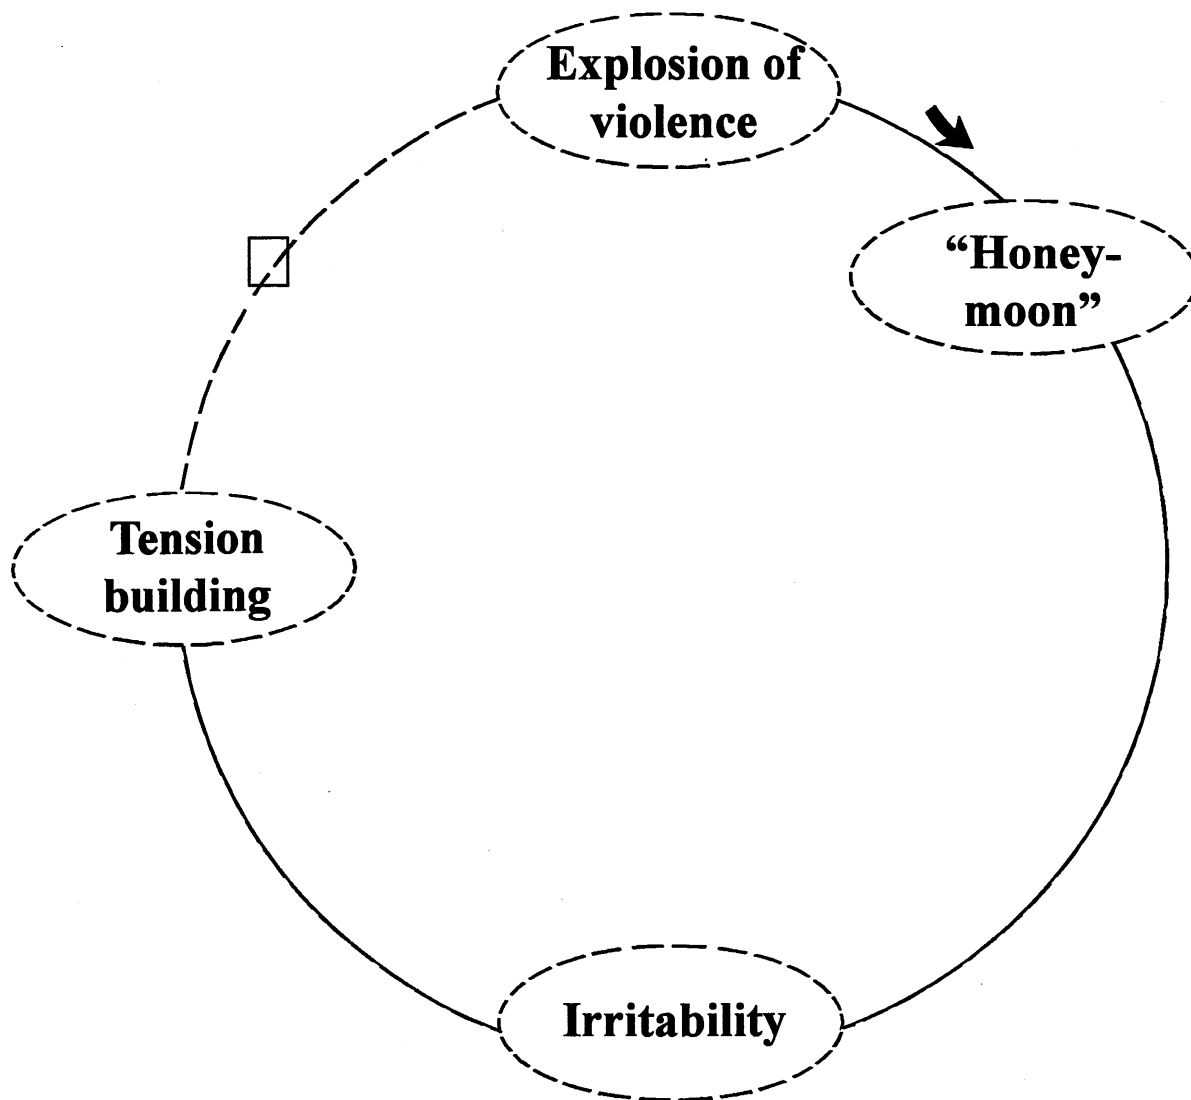 Explosion of
violence
“Honey-
moon”
Tension
building
Irritability